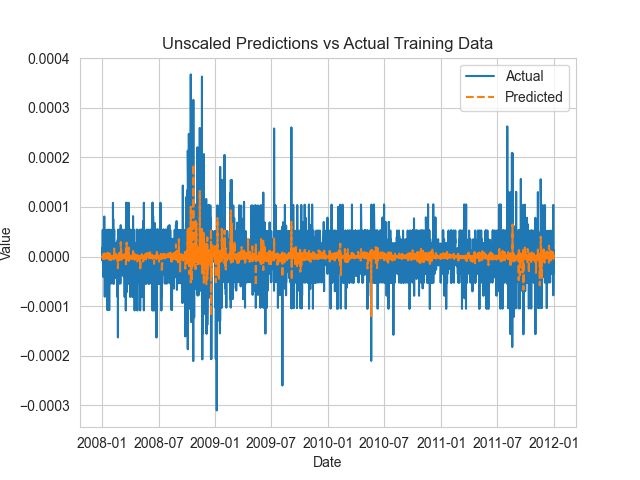 Unscaled Predictions vs Actual Training Data
Actual
Predicted
Value
0.0004
0.0003
0.0002
0.0001
0.0000
−0.0001
−0.0002
−0.0003
2008-01 2008-07 2009-01 2009-07 2010-01 2010-07 2011-01 2011-07 2012-01
Date